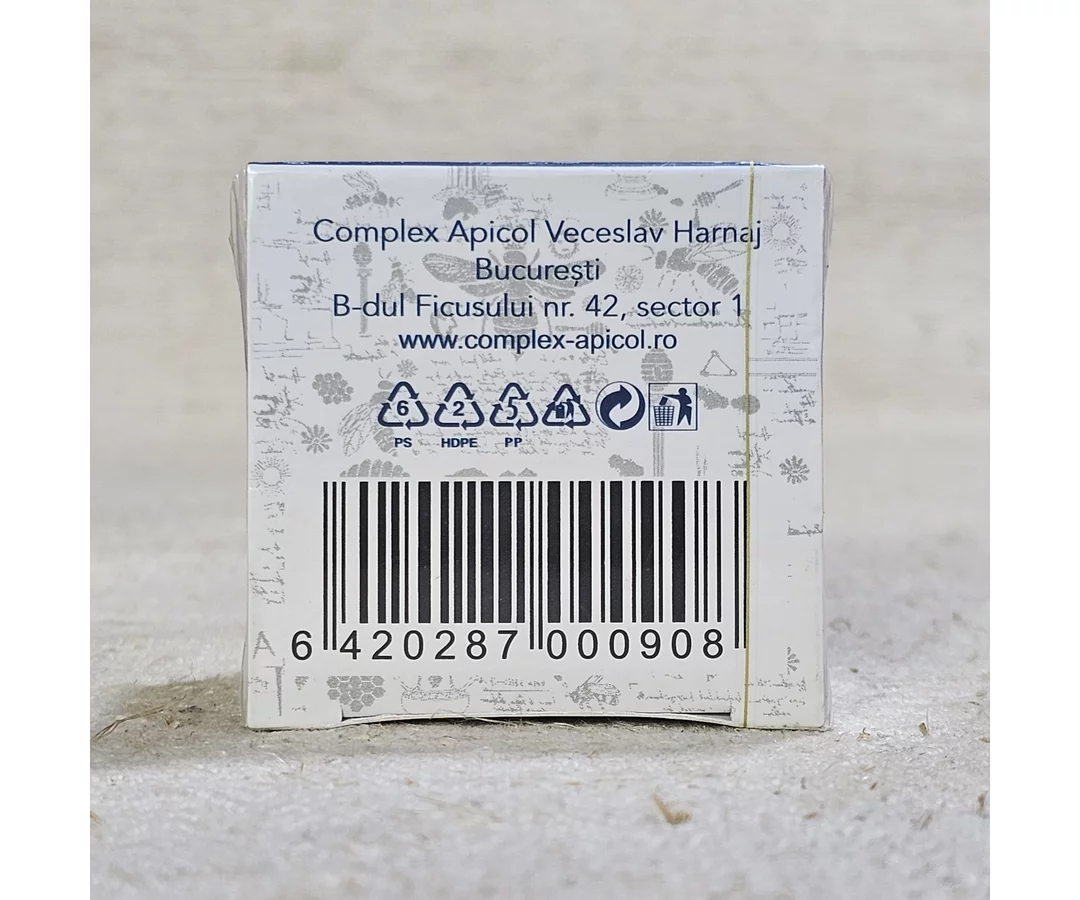 Complex Apicol Veceslav Harnaj
București
B-dul Ficusului nr. 42, sector 1
www.complex-apicol.ro
6 2 5
PS HDPE PP
A
6 420287 000908